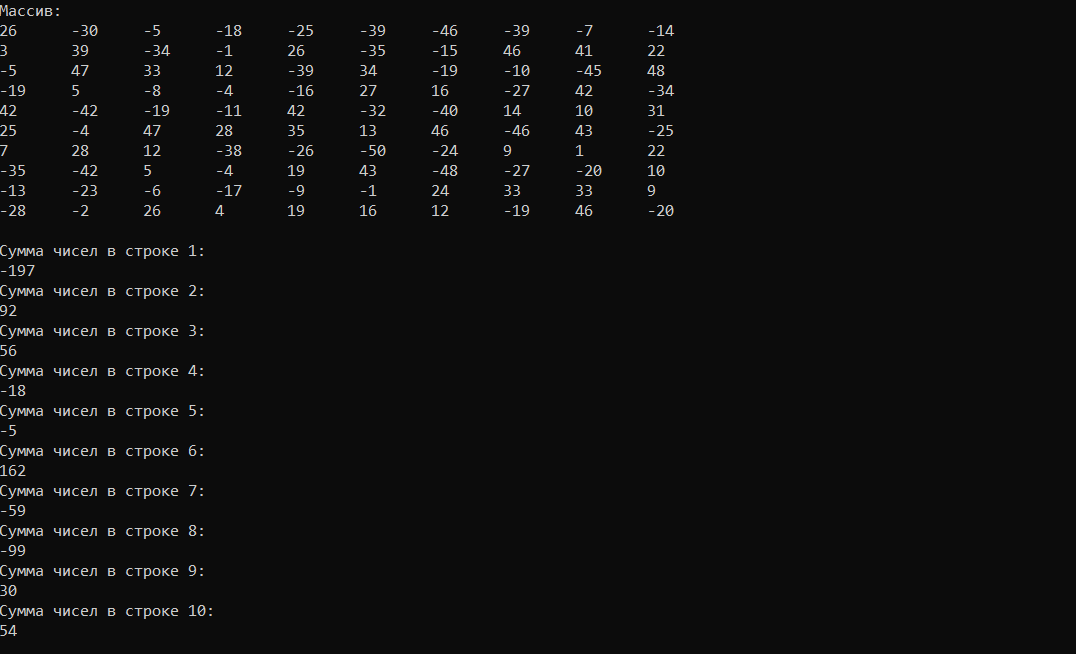 Массив:
26 -30 -5 -18 -25 -39 -46 -39 -7 -14
3 39 -34 -1 26 -35 -15 46 41 22
-5 47 33 12 -39 34 -19 -10 -45 48
-19 5 -8 -4 -16 27 16 -27 42 -34
42 -42 -19 -11 42 -32 -40 14 10 31
25 -4 47 28 35 13 46 -46 43 -25
7 28 12 -38 -26 -50 -24 9 1 22
-35 -42 5 -4 19 43 -48 -27 -20 10
-13 -23 -6 -17 -9 -1 24 33 33 9
-28 -2 26 4 19 16 12 -19 46 -20
Сумма чисел в строке 1:
-197
Сумма чисел в строке 2:
92
Сумма чисел в строке 3:
56
Сумма чисел в строке 4:
-18
Сумма чисел в строке 5:
-5
Сумма чисел в строке 6:
162
Сумма чисел в строке 7:
-59
Сумма чисел в строке 8:
-99
Сумма чисел в строке 9:
30
Сумма чисел в строке 10:
54